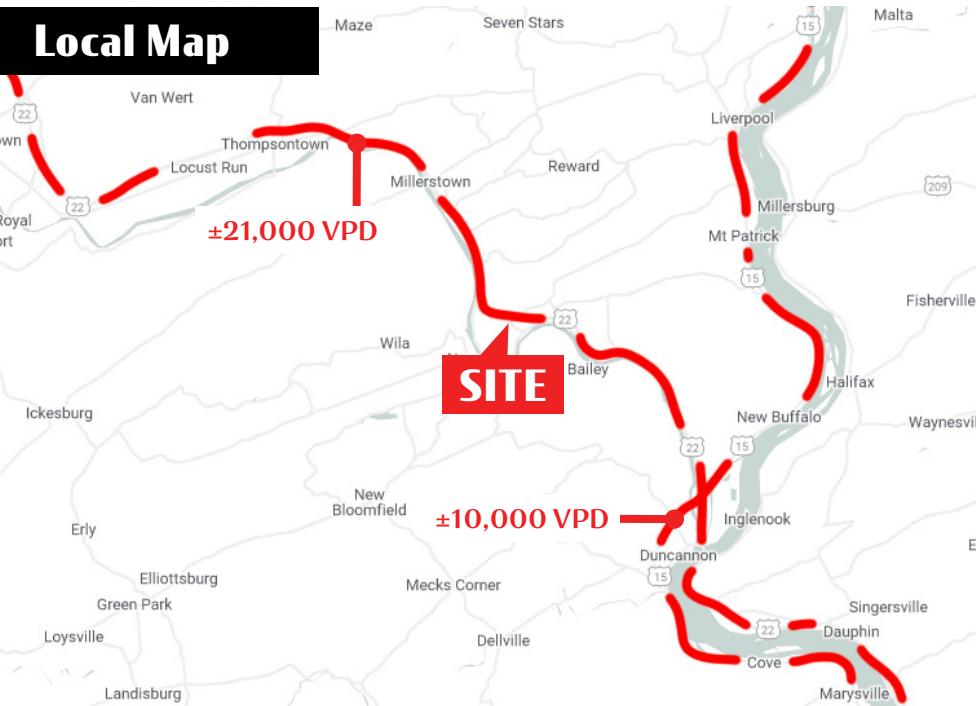 Local Map
Maze
Seven Stars
Malta
15
Van Wert
22
own
Thompsontown
Locust Run
Liverpool
Reward
Millerstown
209
22
Royal
ort
Millersburg
±21,000 VPD
Mt Patrick
15
Fisherville
22
Wila
Bailey
SITE
Halifax
Ickesburg
New Buffalo
Waynesvi
22
15
New
Bloomfield
±10,000 VPD
Inglenook
Erly
E
Duncannon
15
Elliottsburg
Mecks Corner
Green Park
Singersville
22
Dauphin
Loysville
Dellville
Cove
Landisburg
Marysville